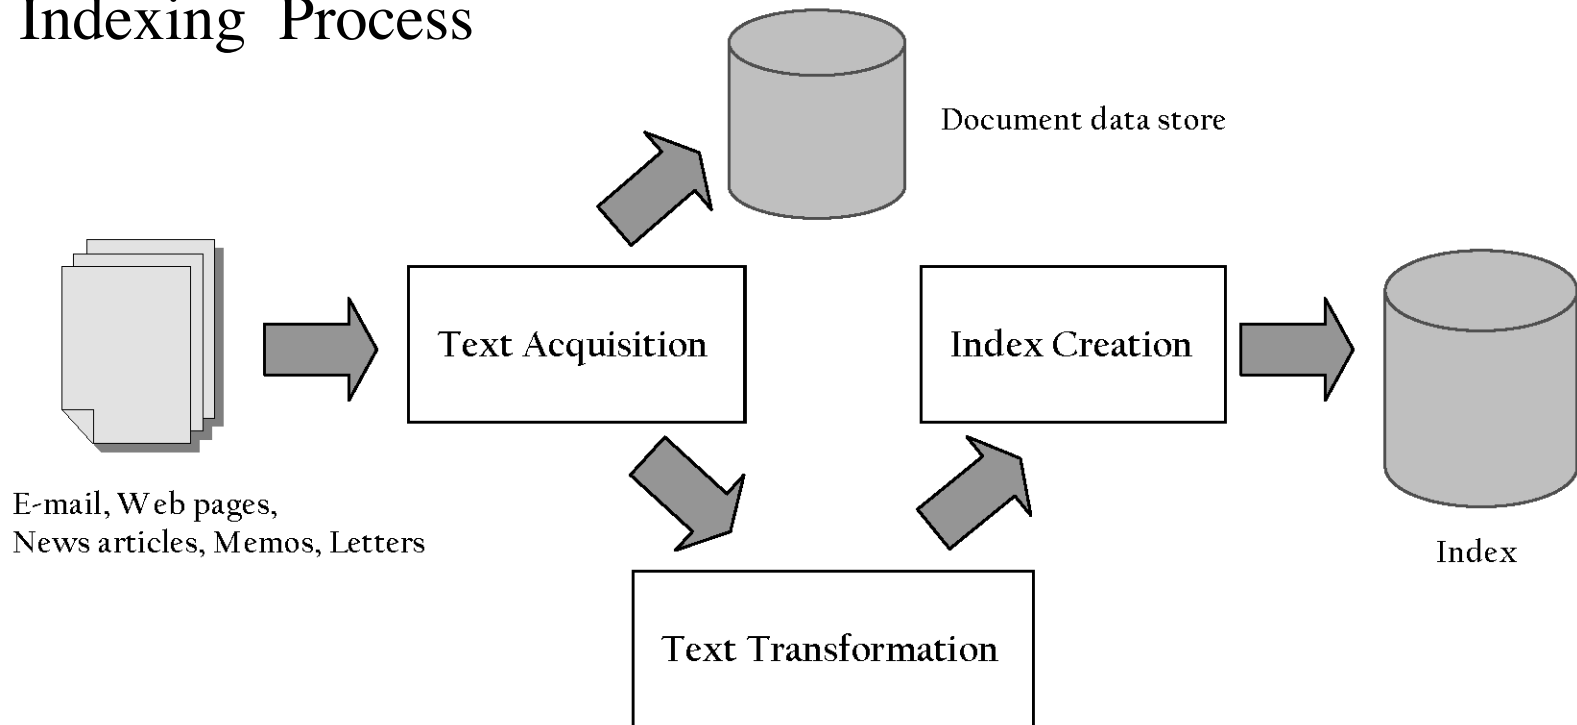 Indexing Process
Document data store
Text Acquisition
Index Creation
E-mail, Web pages,
News articles, Memos, Letters
Index
Text Transformation